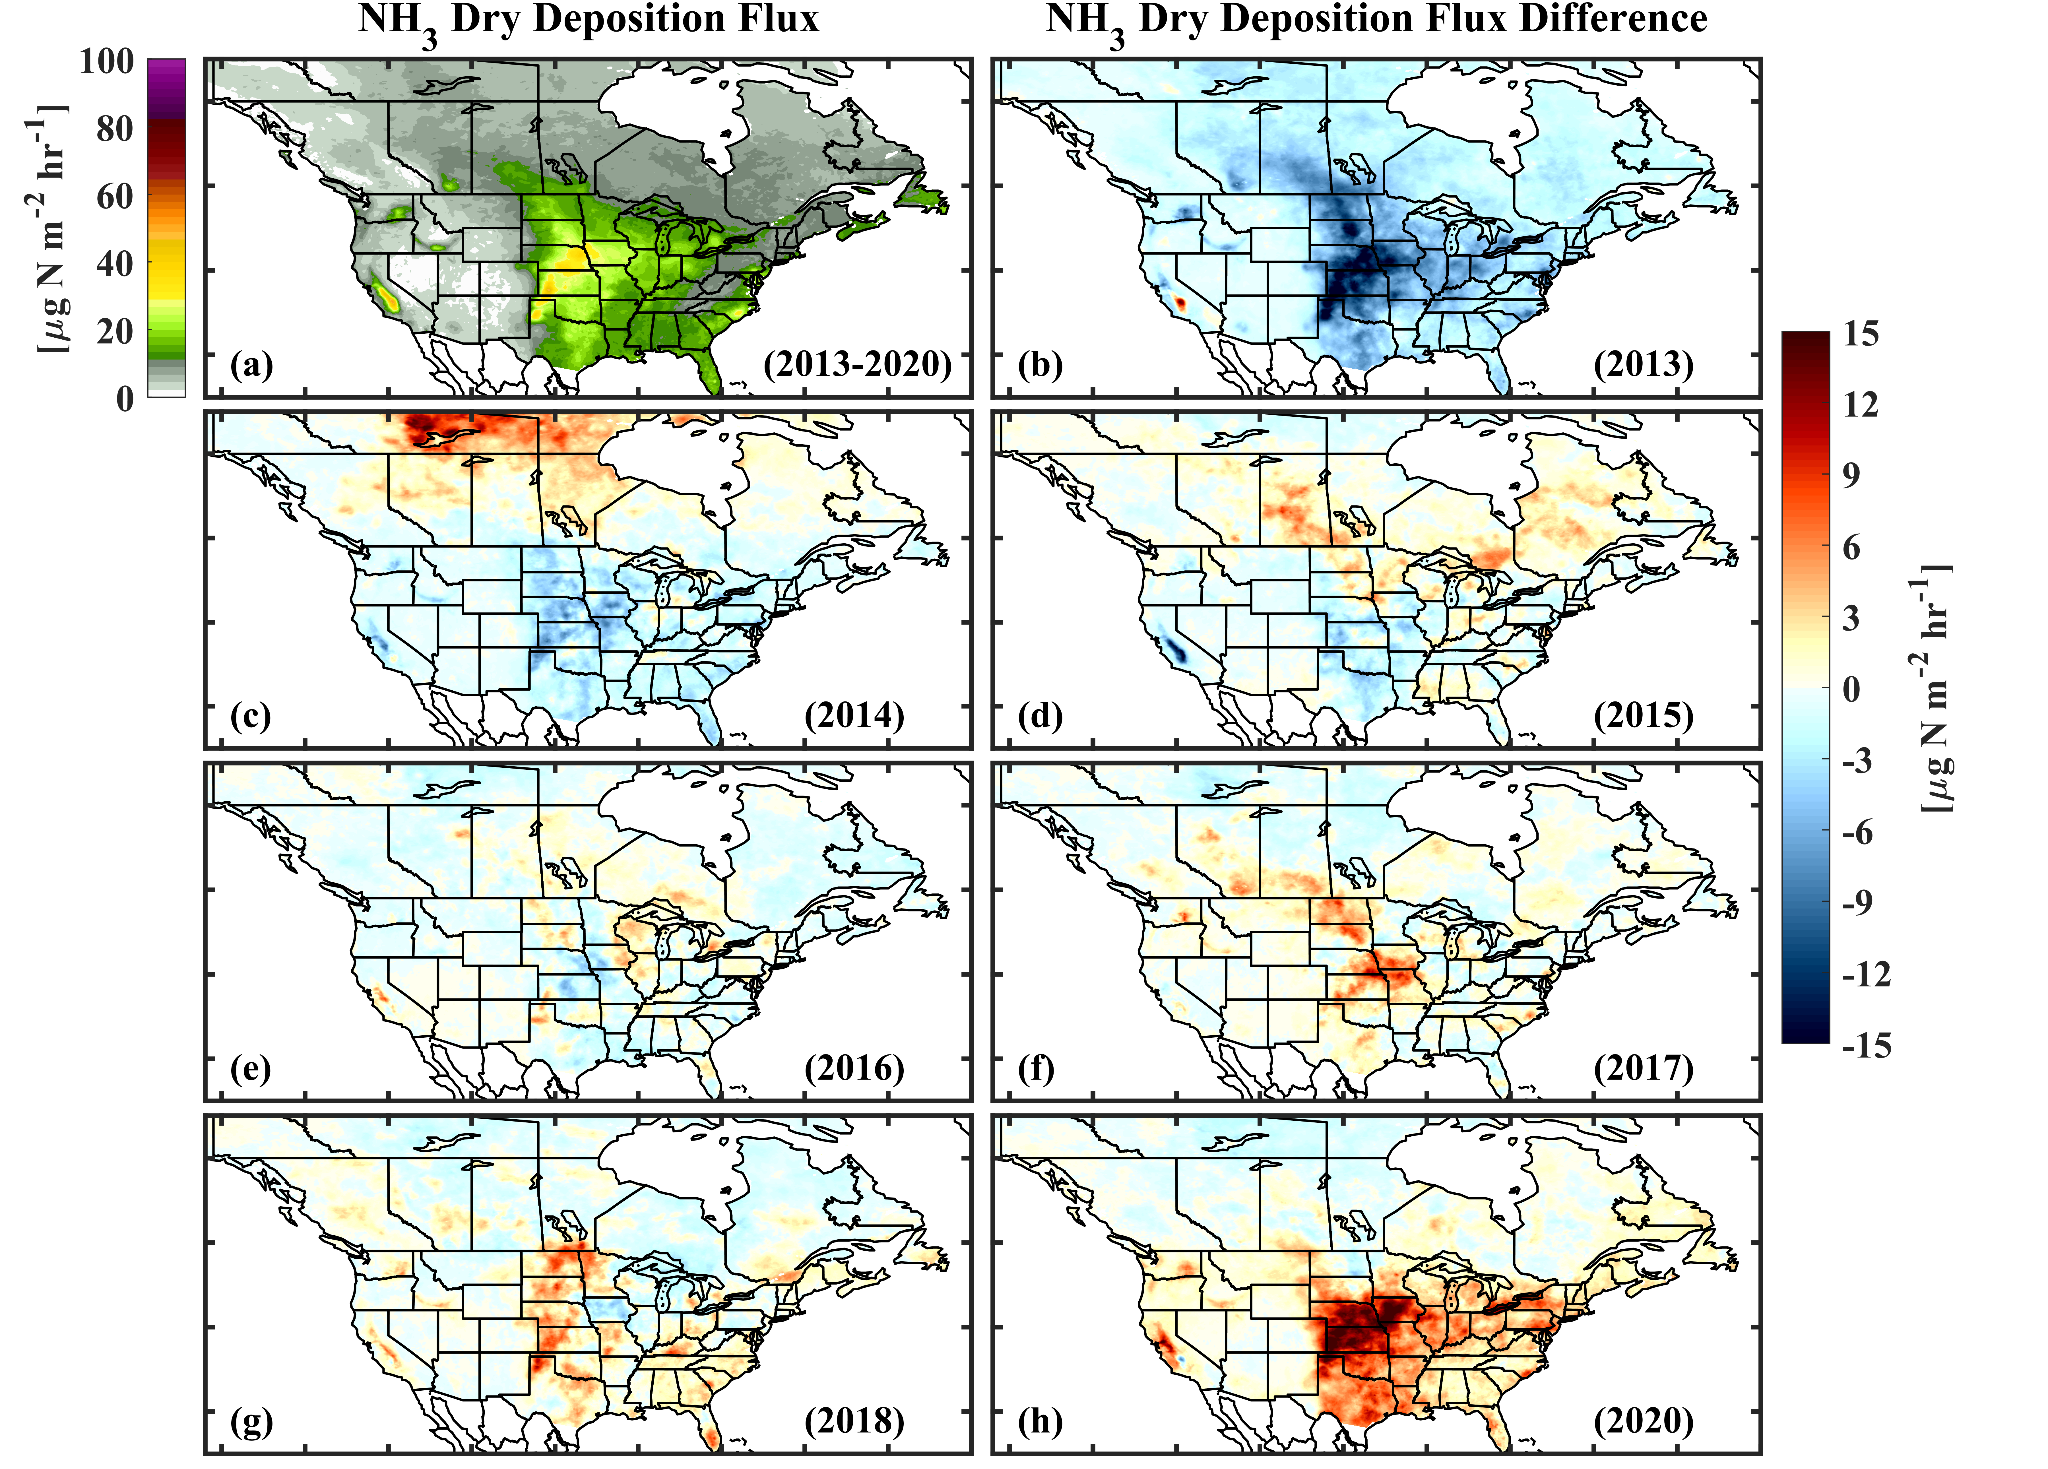 NH3 Dry Deposition Flux
NH3 Dry Deposition Flux Difference
100
80
60
40
20
0
[μg N m-2 hr-1]
(a)
(2013-2020)
(b)
(2013)
(c)
(2014)
(d)
(2015)
(e)
(2016)
(f)
(2017)
(g)
(2018)
(h)
(2020)
15
12
9
6
3
0
-3
-6
-9
-12
-15
[μg N m-2 hr-1]